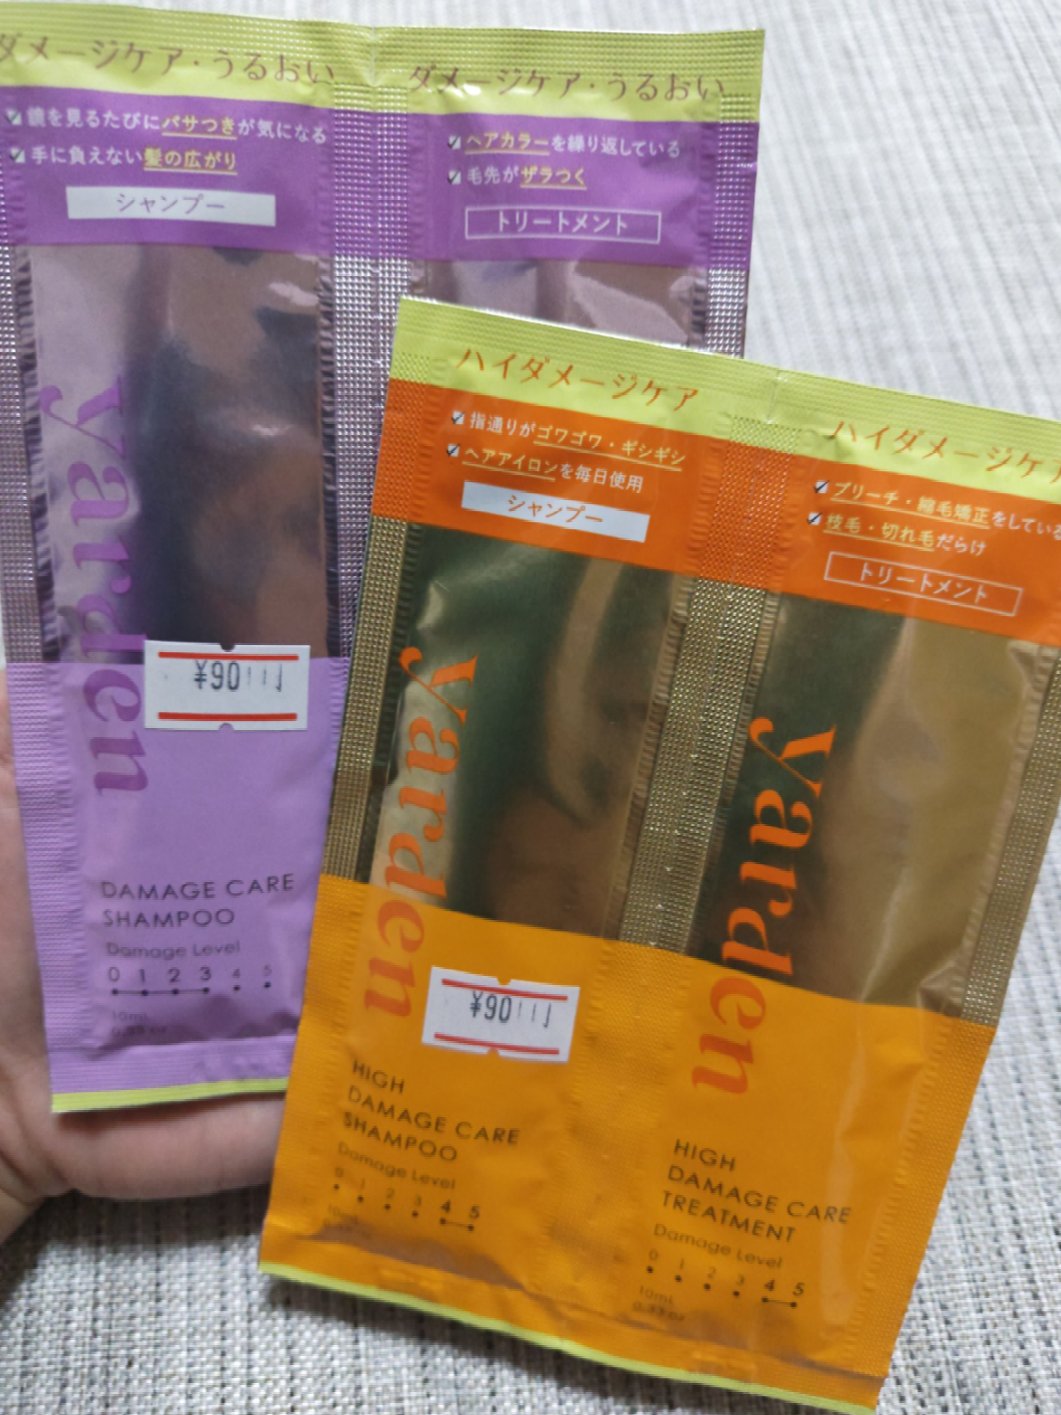 ダメージケア・うるおい
鏡を見るたびにパサつきが気になる
手に負えない髪の広がり
シャンプー
yarden
¥90
DAMAGE CARE
SHAMPOO
Damage Level
0 1 2 3 4 5
10mL
ダメージケア・うるおい
ヘアカラーを繰り返している
毛先がザラつく
トリートメント
ハイダメージケア
指通りがゴワゴワ・ギシギシ
ヘアアイロンを毎日使用
シャンプー
yarden
¥90
HIGH
DAMAGE CARE
SHAMPOO
Damage Level
0 1 2 3 4 5
ハイダメージケア
ブリーチ・縮毛矯正をしている
枝毛・切れ毛だらけ
トリートメント
yarden
HIGH
DAMAGE CARE
TREATMENT
Damage Level
0 1 2 3 4 5
10mL
0.33 oz